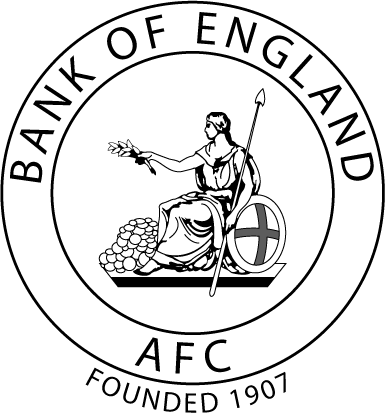 BANK OF ENGLAND
AFC
FOUNDED 1907